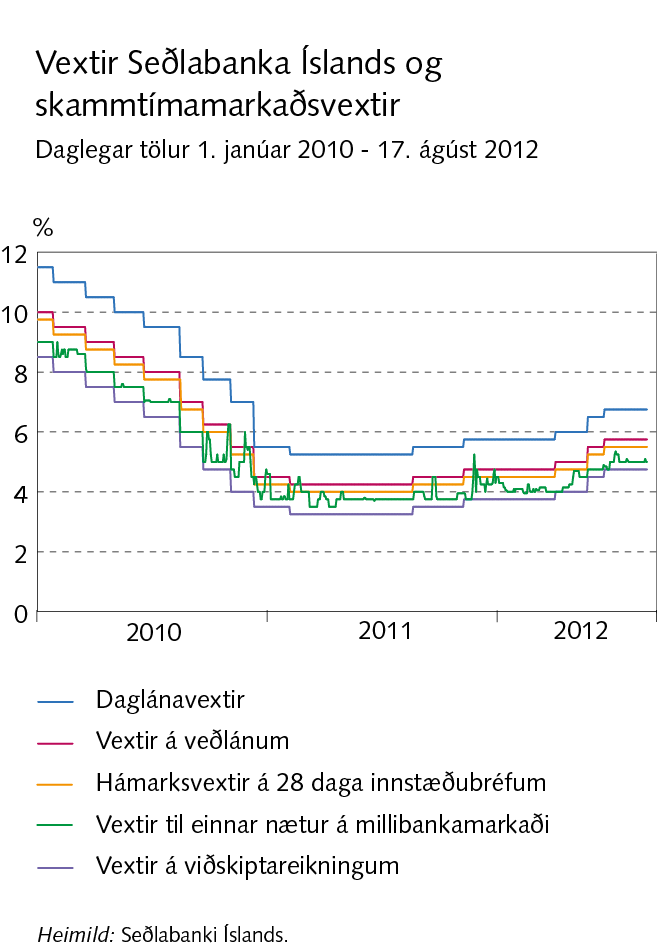 Vextir Seðlabanka Íslands og
skammtímamarkaðsvextir
Daglegar tölur 1. janúar 2010 - 17. ágúst 2012
%
12
10
8
6
4
2
0
2010 2011 2012
Daglánavextir
Vextir á veðlánum
Hámarksvextir á 28 daga innstæðubréfum
Vextir til einnar nætur á millibankamarkaði
Vextir á viðskiptareikningum
Heimild: Seðlabanki Íslands.